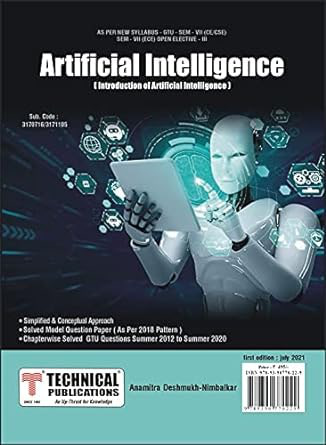 AS PER NEW SYLLABUS - GTU - SEM - VII (CE/CSE)
SEM - VII (ECE) OPEN ELECTIVE - III
Artificial Intelligence
( Introduction of Artificial Intelligence )
Sub. Code :
3170716/3171105
• Simplified & Conceptual Approach
• Solved Model Question Paper ( As Per 2018 Pattern )
• Chapterwise Solved GTU Questions Summer 2012 to Summer 2020
first edition : july 2021
TECHNICAL
PUBLICATIONS
SINCE 1993
An Up-Thrust for Knowledge
Anamitra Deshmukh-Nimbalkar